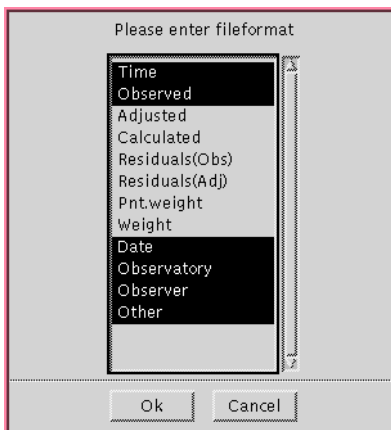 Please enter fileformat
Time
Observed
Adjusted
Calculated
Residuals(Obs)
Residuals(Adj)
Pnt.weight
Weight
Date
Observatory
Observer
Other
Ok Cancel